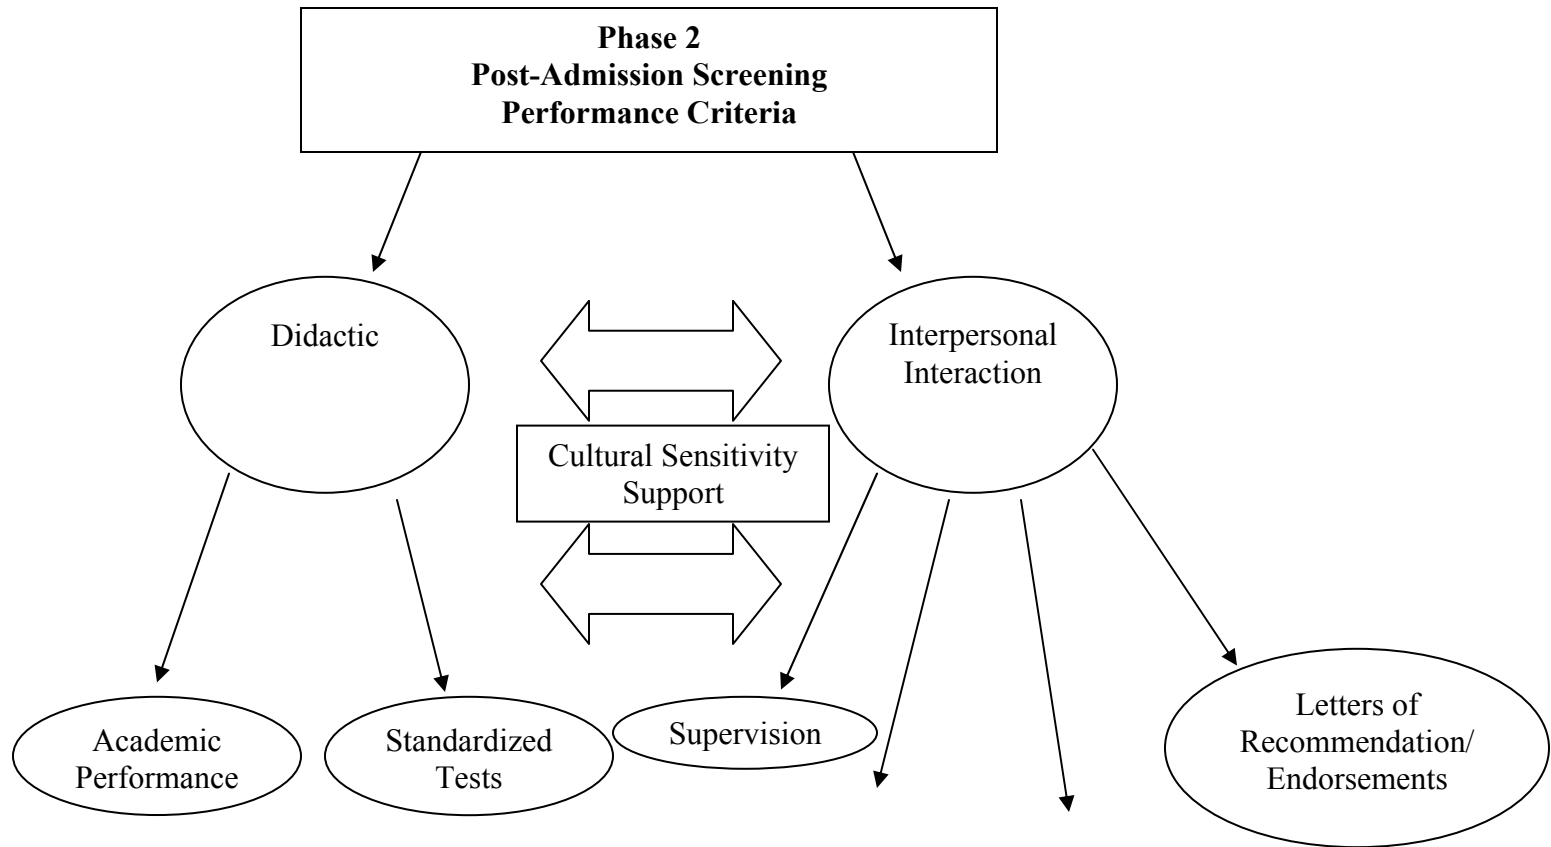 Phase 2
Post-Admission Screening
Performance Criteria
Didactic
Interpersonal
Interaction
Cultural Sensitivity
Support
Academic
Performance
Standardized
Tests
Supervision
Letters of
Recommendation/
Endorsements